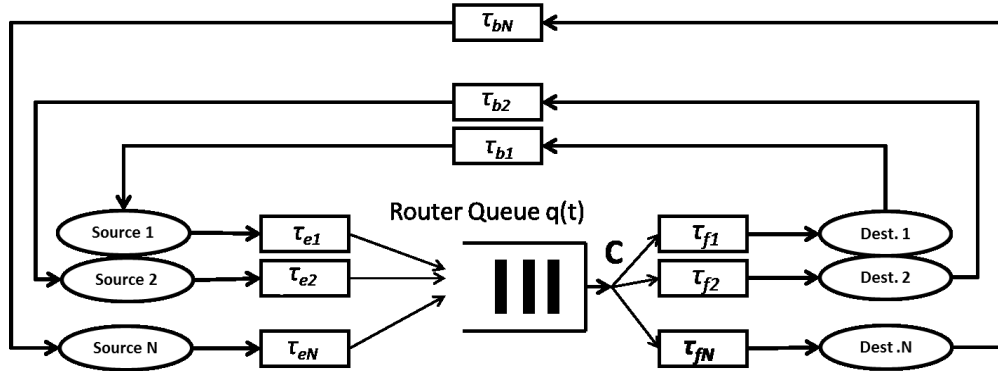 τbN
τb2
τb1
Router Queue q(t)
Source 1
τe1
C
τf1
Dest. 1
Source 2
τe2
τf2
Dest. 2
Source N
τeN
τfN
Dest .N